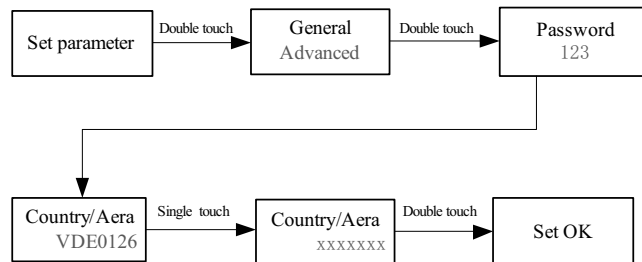 Set parameter
Double touch
General
Advanced
Double touch
Password
123
Country/Aera
VDE0126
Single touch
Country/Aera
xxxxxxx
Double touch
Set OK